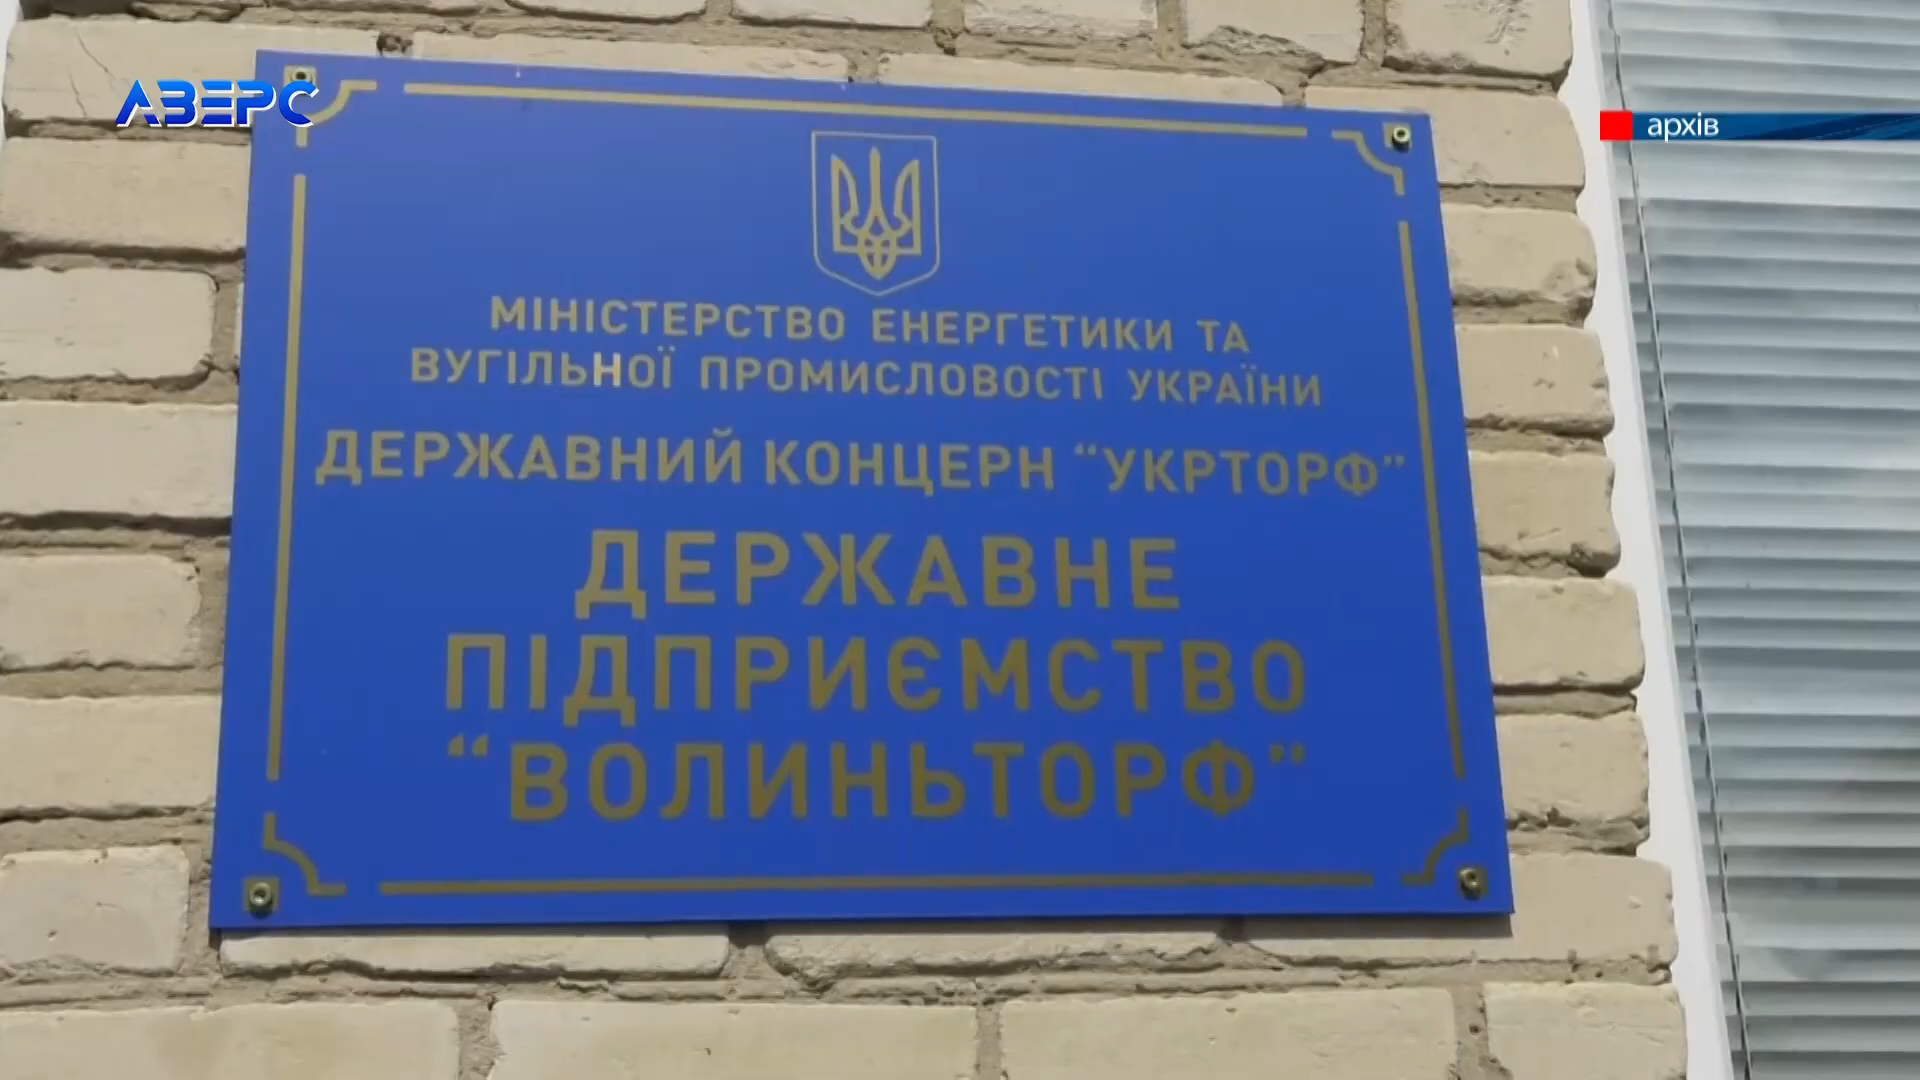 АВЕРС
архів
МІНІСТЕРСТВО ЕНЕРГЕТИКИ ТА
ВУГІЛЬНОЇ ПРОМИСЛОВОСТІ УКРАЇНИ
ДЕРЖАВНИЙ КОНЦЕРН “УКРТОРФ”
ДЕРЖАВНЕ
ПІДПРИЄМСТВО
“ВОЛИНЬТОРФ”